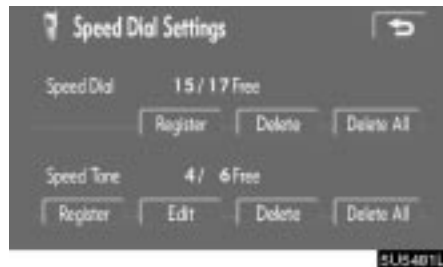 Speed Dial Settings
Speed Dial 15/17 Free
Register Delete Delete All
Speed Tone 4/ 6 Free
Register Edit Delete Delete All
5U5481L